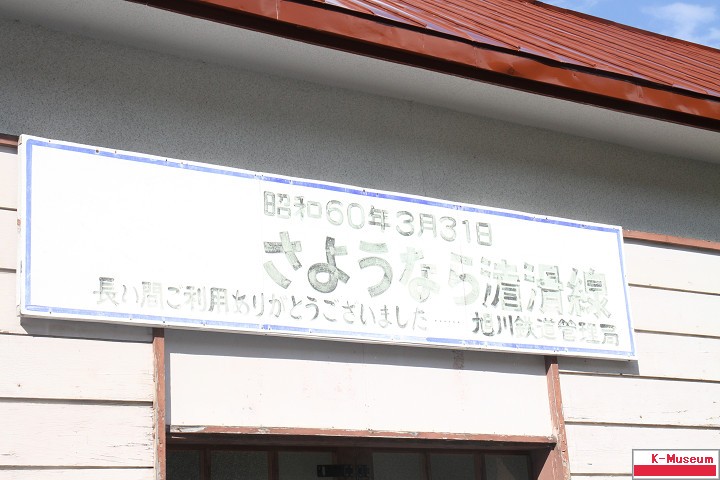 昭和60年3月31日
さようなら渚滑線
長い間ご利用ありがとうございました…… 旭川鉄道管理局
K-Museum